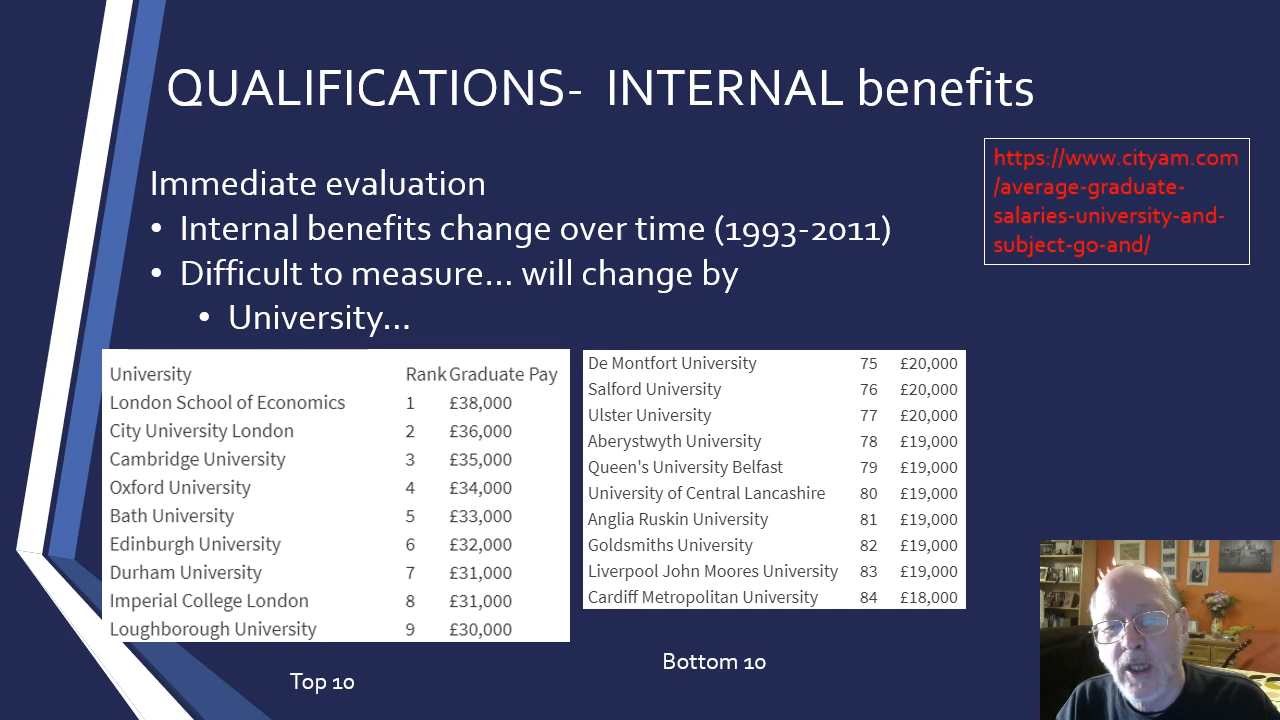 QUALIFICATIONS- INTERNAL benefits
https://www.cityam.com
/average-graduate-
salaries-university-and-
subject-go-and/
Immediate evaluation
• Internal benefits change over time (1993-2011)
• Difficult to measure... will change by
• University...
University Rank Graduate Pay
London School of Economics 1 £38,000
City University London 2 £36,000
Cambridge University 3 £35,000
Oxford University 4 £34,000
Bath University 5 £33,000
Edinburgh University 6 £32,000
Durham University 7 £31,000
Imperial College London 8 £31,000
Loughborough University 9 £30,000
Top 10
De Montfort University 75 £20,000
Salford University 76 £20,000
Ulster University 77 £20,000
Aberystwyth University 78 £19,000
Queen's University Belfast 79 £19,000
University of Central Lancashire 80 £19,000
Anglia Ruskin University 81 £19,000
Goldsmiths University 82 £19,000
Liverpool John Moores University 83 £19,000
Cardiff Metropolitan University 84 £18,000
Bottom 10